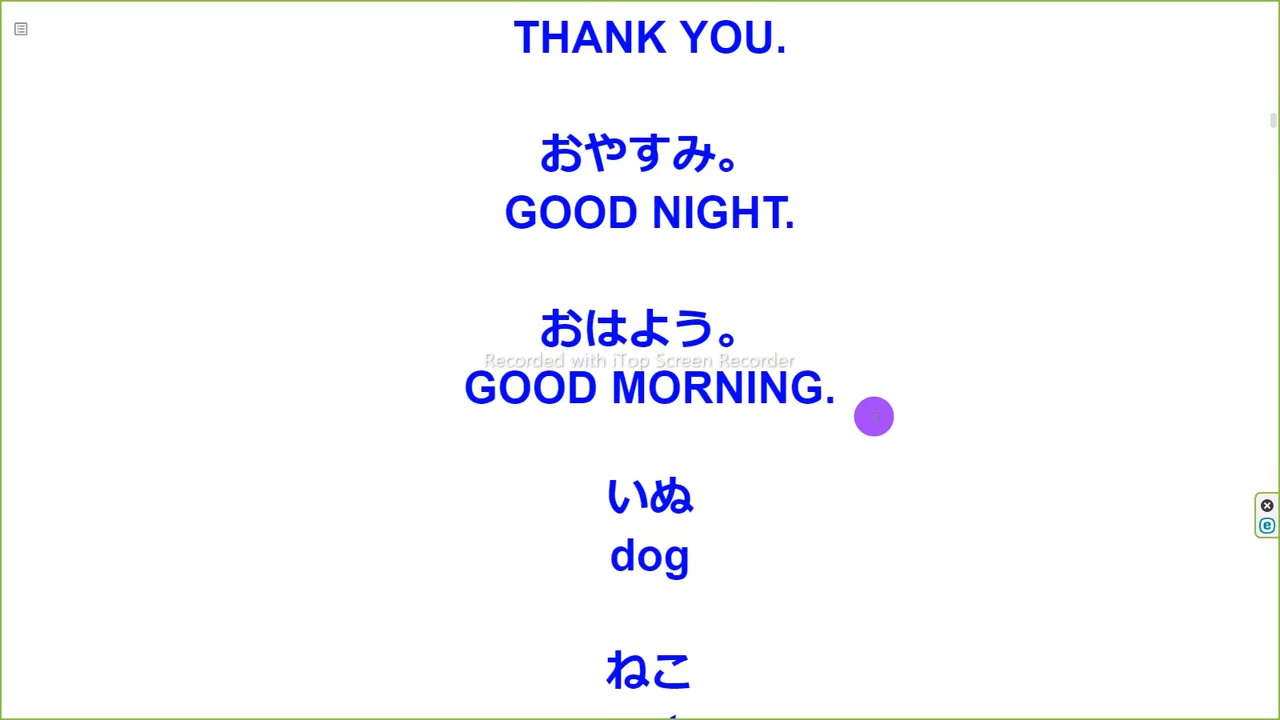 THANK YOU.
おやすみ。
GOOD NIGHT.
おはよう。
Recorded with iTop Screen Recorder
GOOD MORNING.
いぬ
dog
ねこ